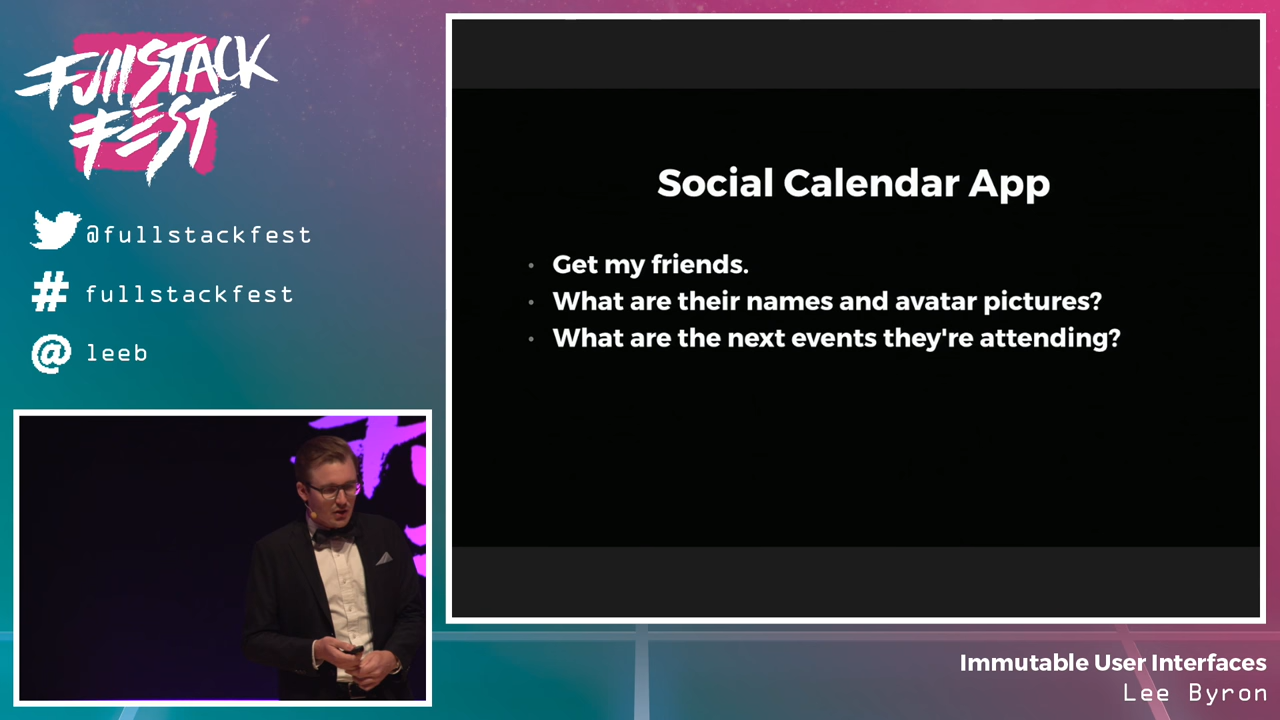 FullSTACK
FEST
@fullstackfest
# fullstackfest
@ leeb
Social Calendar App
• Get my friends.
• What are their names and avatar pictures?
• What are the next events they're attending?
Immutable User Interfaces
Lee Byron